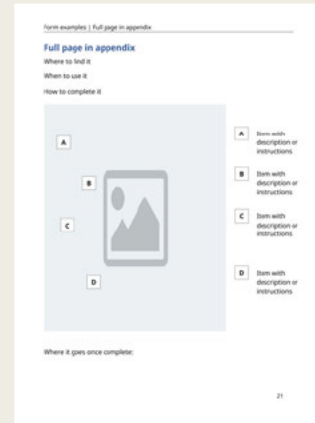 Form examples | Full page in appendix
Full page in appendix
Where to find it
When to use it
How to complete it
A
B
C
D
A Item with
description or
instructions
B Item with
description or
instructions
C Item with
description or
instructions
D Item with
description or
instructions
Where it goes once complete:
21